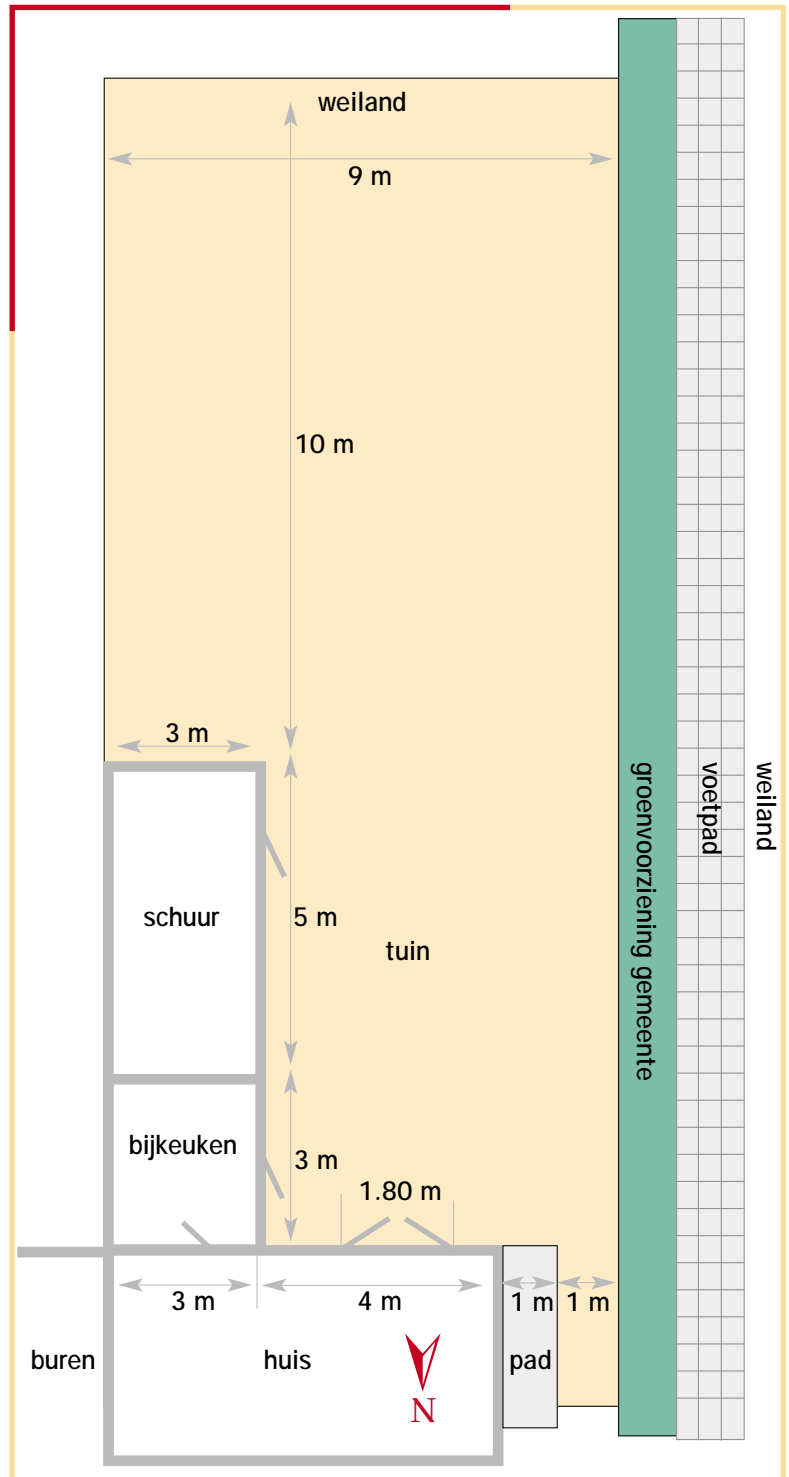 weiland
9 m
10 m
3 m
schuur
5 m
tuin
groenvoorziening gemeente
voetpad
weiland
bijkeuken
3 m
1.80 m
3 m
4 m
1 m
1 m
buren
huis
pad
N